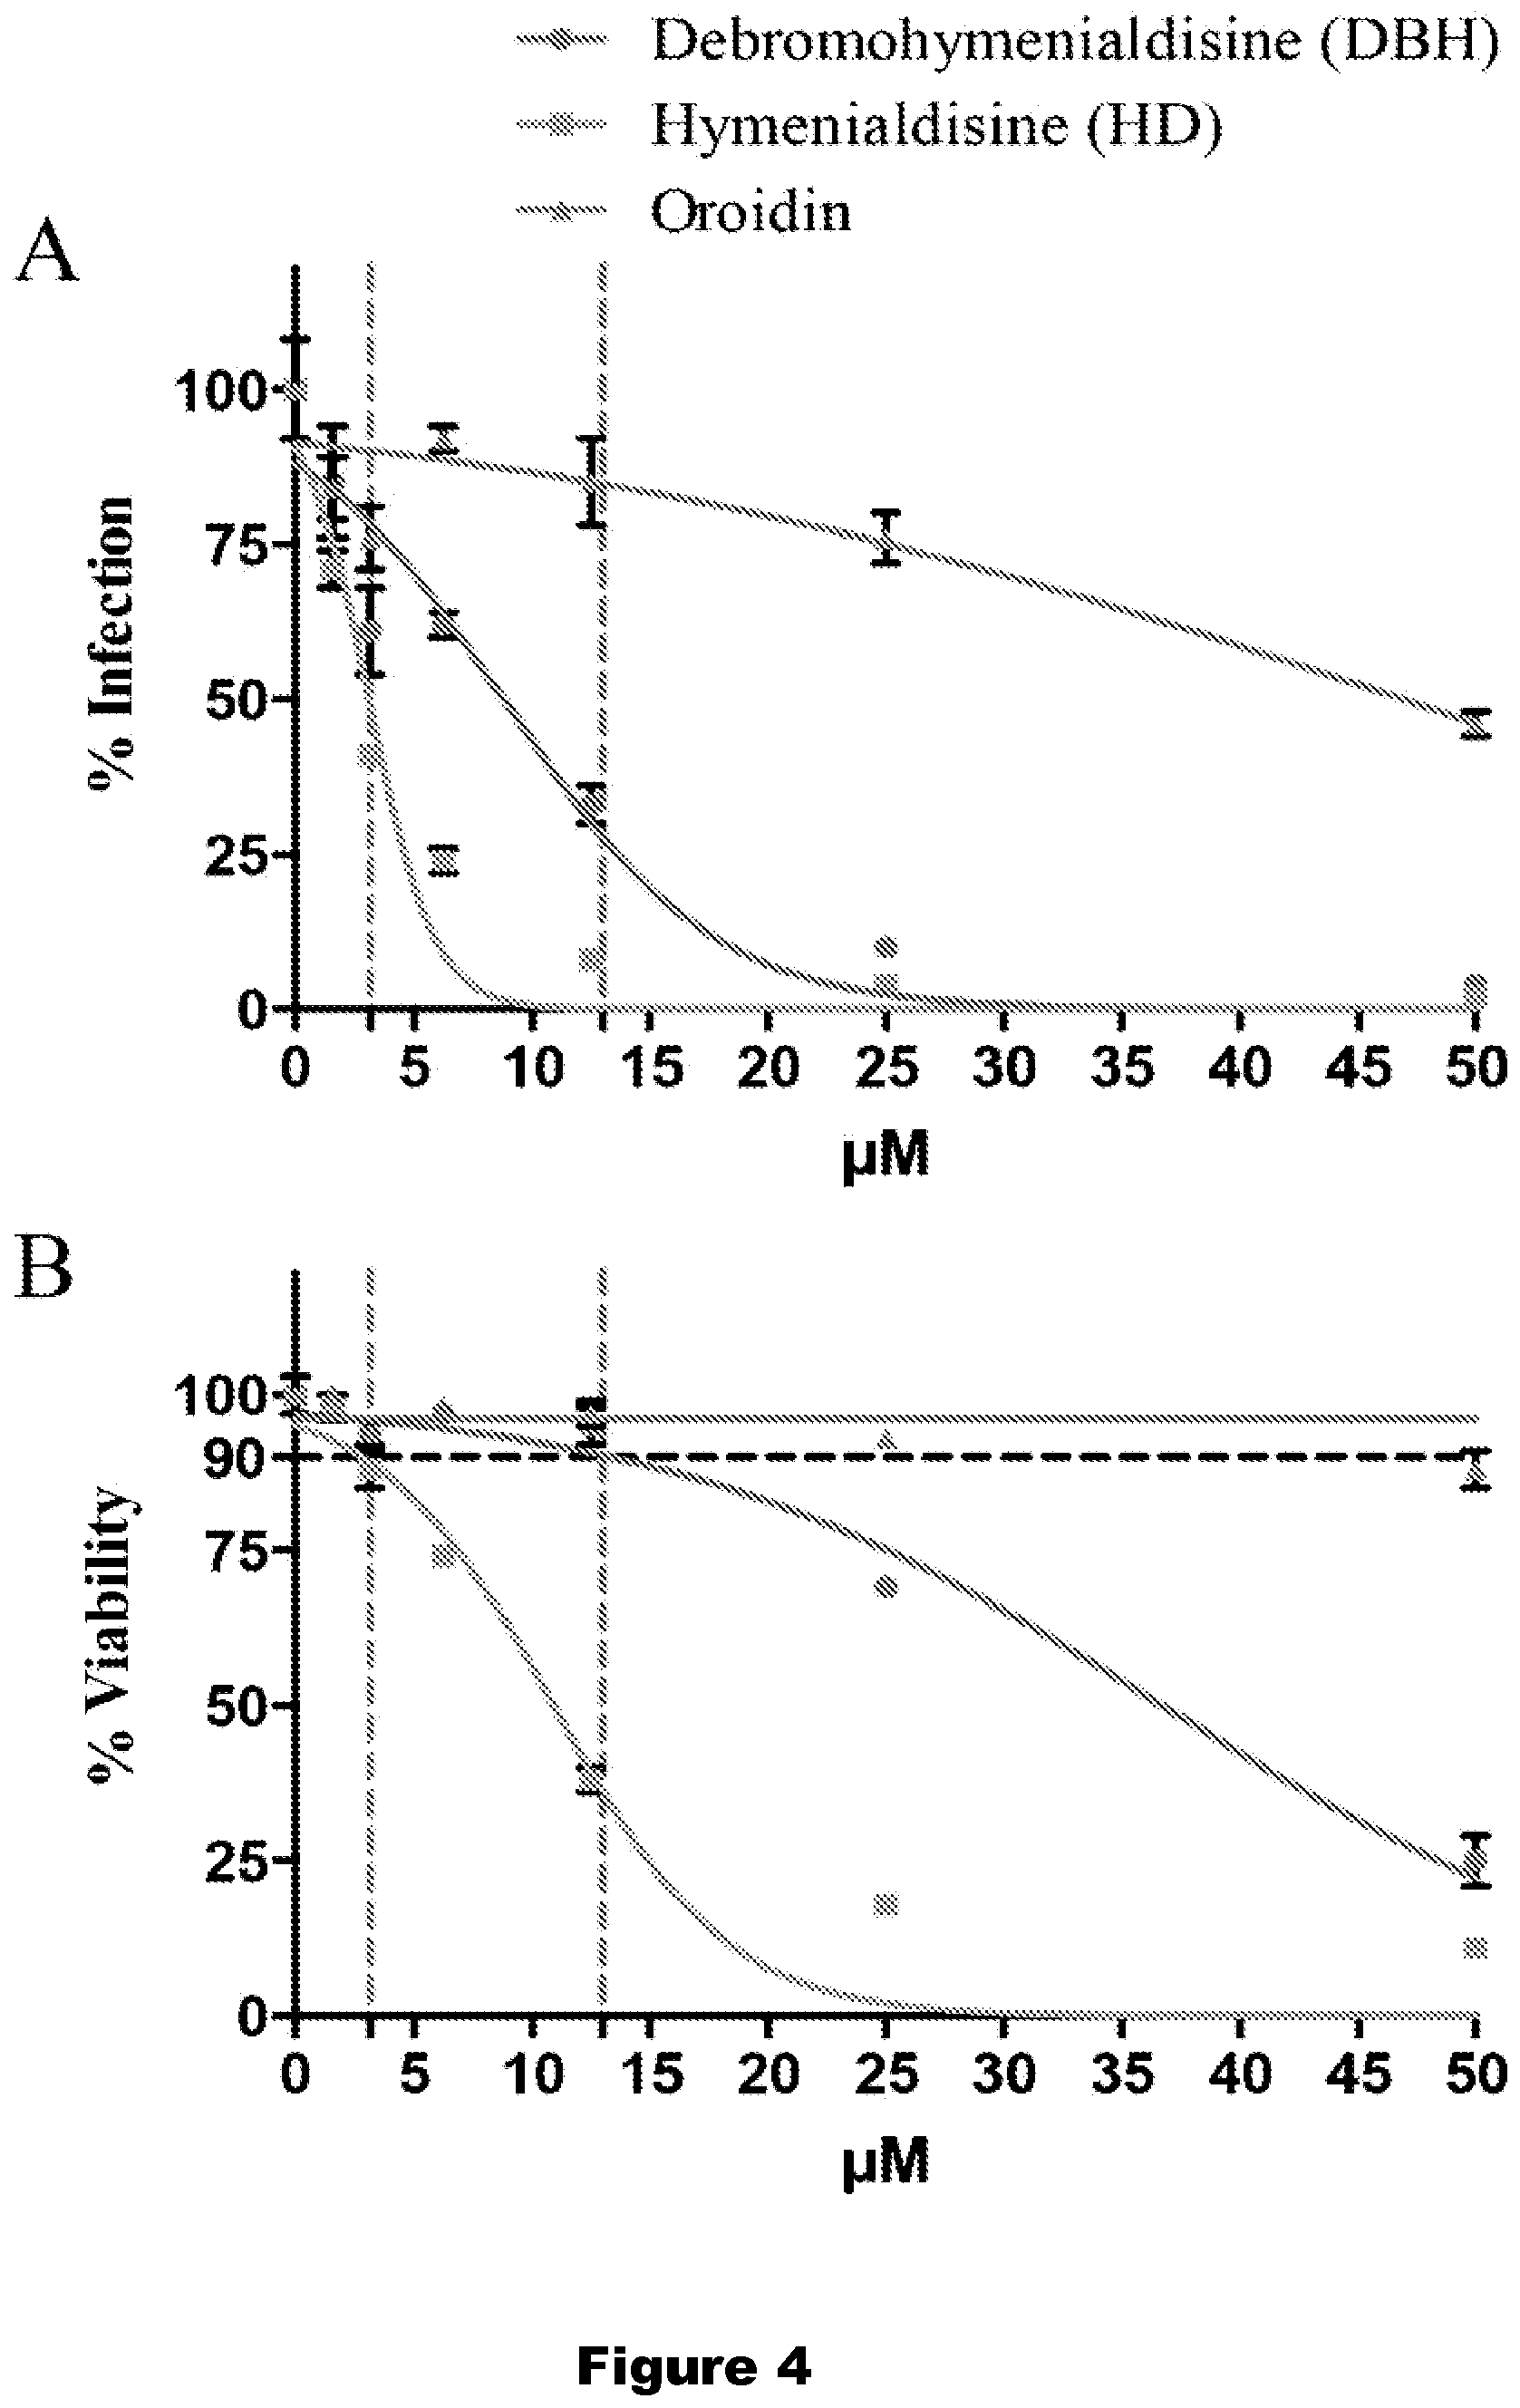 Debromohymenialdisine (DBH)
Hymenialdisine (HD)
Oroidin
A
% Infection
100
75
50
25
0
0 5 10 15 20 25 30 35 40 45 50
µM
B
% Viability
100
90
75
50
25
0
0 5 10 15 20 25 30 35 40 45 50
µM
Figure 4